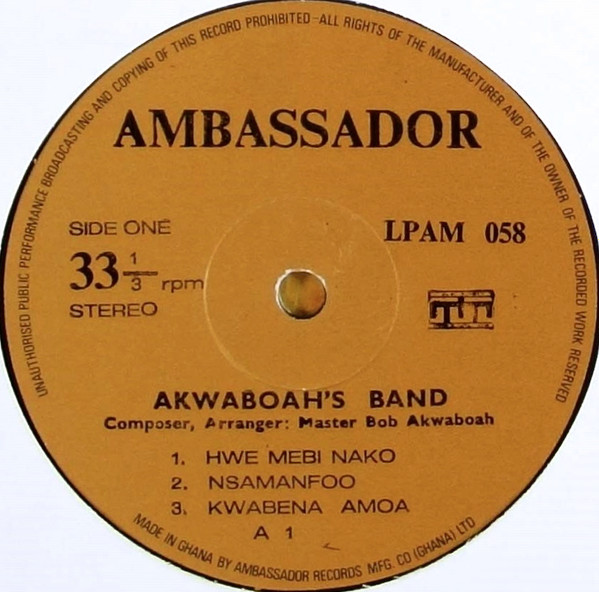 UNAUTHORISED PUBLIC PERFORMANCE BROADCASTING AND COPYING OF THIS RECORD PROHIBITED-ALL RIGHTS OF THE MANUFACTURER AND OF THE OWNER OF THE RECORDED WORK RESERVED
AMBASSADOR
SIDE ONE
LPAM 058
33 1/3 rpm
STEREO
AKWABOAH'S BAND
Composer, Arranger: Master Bob Akwaboah
1. HWE MEBI NAKO
2. NSAMANFOO
3. KWABENA AMOA
A 1
MADE IN GHANA BY AMBASSADOR RECORDS MFG. CO (GHANA) LTD